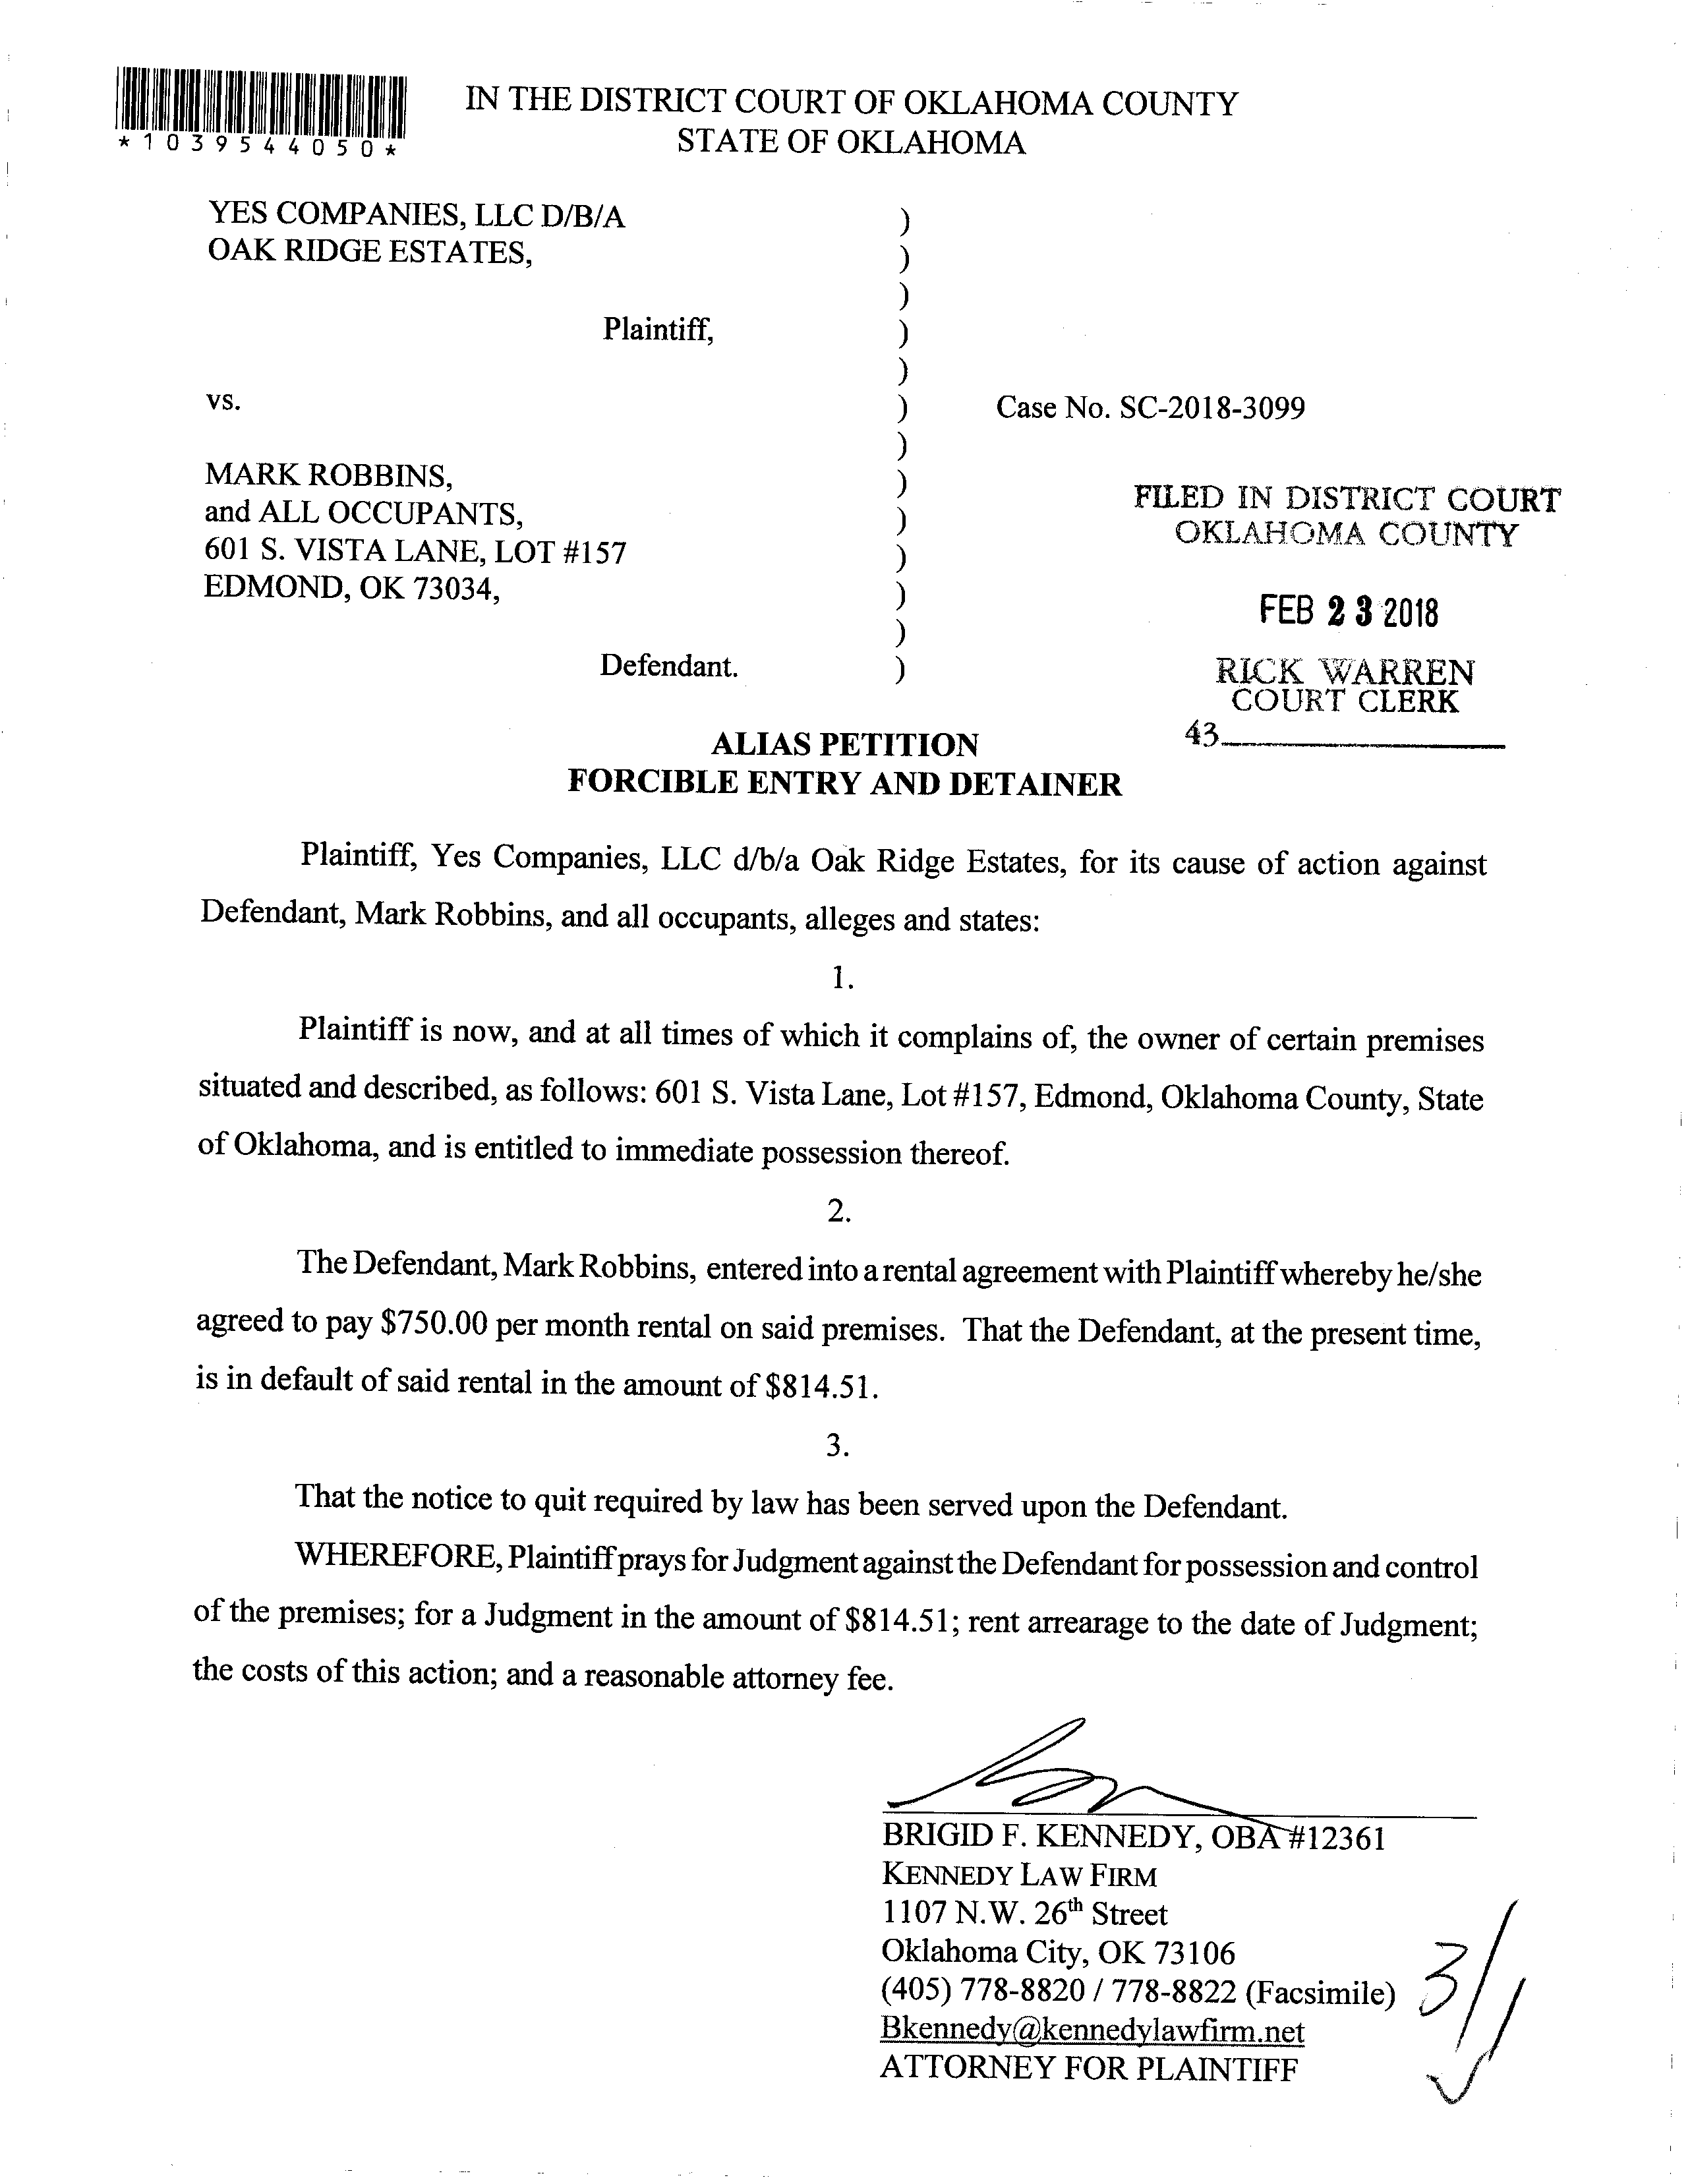 IN THE DISTRICT COURT OF OKLAHOMA COUNTY
STATE OF OKLAHOMA
*1039544050*
YES COMPANIES, LLC D/B/A )
OAK RIDGE ESTATES, )
)
Plaintiff, )
)
vs. ) Case No. SC-2018-3099
)
MARK ROBBINS, )
and ALL OCCUPANTS, )
601 S. VISTA LANE, LOT #157 )
EDMOND, OK 73034, )
)
Defendant. )
FILED IN DISTRICT COURT
OKLAHOMA COUNTY
FEB 23 2018
RICK WARREN
COURT CLERK
43
ALIAS PETITION
FORCIBLE ENTRY AND DETAINER
Plaintiff, Yes Companies, LLC d/b/a Oak Ridge Estates, for its cause of action against
Defendant, Mark Robbins, and all occupants, alleges and states:
1.
Plaintiff is now, and at all times of which it complains of, the owner of certain premises
situated and described, as follows: 601 S. Vista Lane, Lot #157, Edmond, Oklahoma County, State
of Oklahoma, and is entitled to immediate possession thereof.
2.
The Defendant, Mark Robbins, entered into a rental agreement with Plaintiff whereby he/she
agreed to pay $750.00 per month rental on said premises. That the Defendant, at the present time,
is in default of said rental in the amount of $814.51.
3.
That the notice to quit required by law has been served upon the Defendant.
WHEREFORE, Plaintiff prays for Judgment against the Defendant for possession and control
of the premises; for a Judgment in the amount of $814.51; rent arrearage to the date of Judgment;
the costs of this action; and a reasonable attorney fee.
BRIGID F. KENNEDY, OBA #12361
KENNEDY LAW FIRM
1107 N.W. 26th Street
Oklahoma City, OK 73106
(405) 778-8820 / 778-8822 (Facsimile)
Bkennedy@kennedylawfirm.net
ATTORNEY FOR PLAINTIFF
3/1